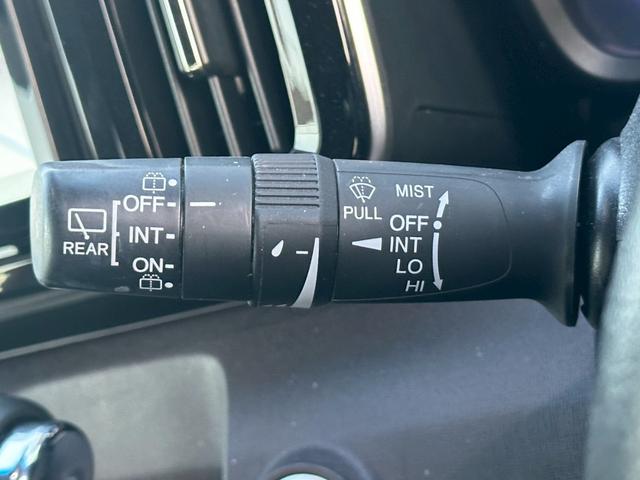 REAR
OFF
INT
ON
PULL
MIST
OFF
INT
LO
HI